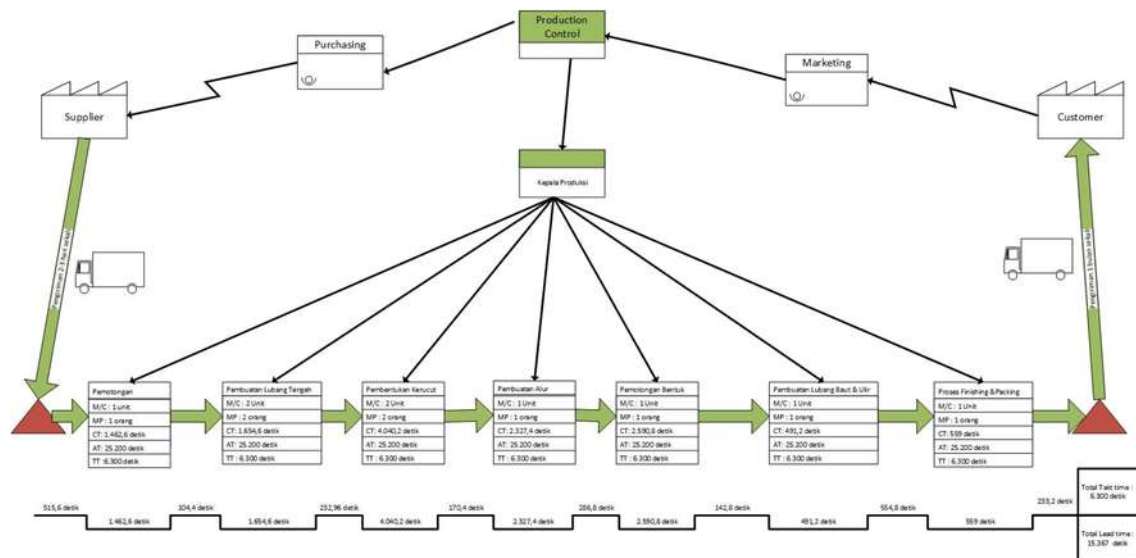 Production
Control
Purchasing
Marketing
Supplier
Customer
Kepala Produksi
Pengiriman 2-3 hari sekali
Pengiriman 1 bulan sekali
Pemotongan
M/C : 1 unit
MP : 1 orang
CT: 1.462,6 detik
AT: 25.200 detik
TT : 6.300 detik
Pembuatan Lubang Tengah
M/C : 2 Unit
MP : 2 orang
CT: 1.654,6 detik
AT: 25.200 detik
TT : 6.300 detik
Pembentukan Kerucut
M/C : 2 Unit
MP : 2 orang
CT: 4.040,2 detik
AT: 25.200 detik
TT : 6.300 detik
Pembuatan Alur
M/C : 1 Unit
MP : 1 orang
CT: 2.327,4 detik
AT: 25.200 detik
TT : 6.300 detik
Pemotongan Bentuk
M/C : 1Unit
MP : 1 orang
CT: 2.590,8 detik
AT: 25.200 detik
TT : 6.300 detik
Pembuatan Lubang Baut & Ulir
M/C : 1Unit
MP : 1 orang
CT: 491,2 detik
AT: 25.200 detik
TT : 6.300 detik
Proses Finishing & Packing
M/C : 1Unit
MP : 1 orang
CT: 559 detik
AT: 25.200 detik
TT : 6.300 detik
515,6 detik
104,4 detik
232,96 detik
170,4 detik
286,8 detik
142,8 detik
554,8 detik
233,2 detik
1.462,6 detik
1.654,6 detik
4.040,2 detik
2.327,4 detik
2.590,8 detik
491,2 detik
559 detik
Total Takt time :
6.300 detik
Total Lead time :
15.367 detik